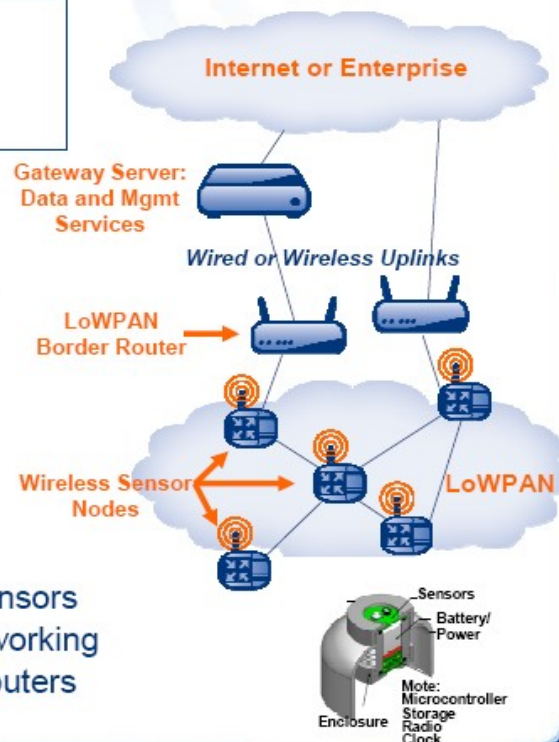 Internet or Enterprise
Gateway Server:
Data and Mgmt
Services
Wired or Wireless Uplinks
LoWPAN
Border Router
Wireless Sensor
Nodes
LoWPAN
nsors
working
outers
Sensors
Battery/
Power
Mote:
Microcontroller
Storage
Radio
Clock
Enclosure